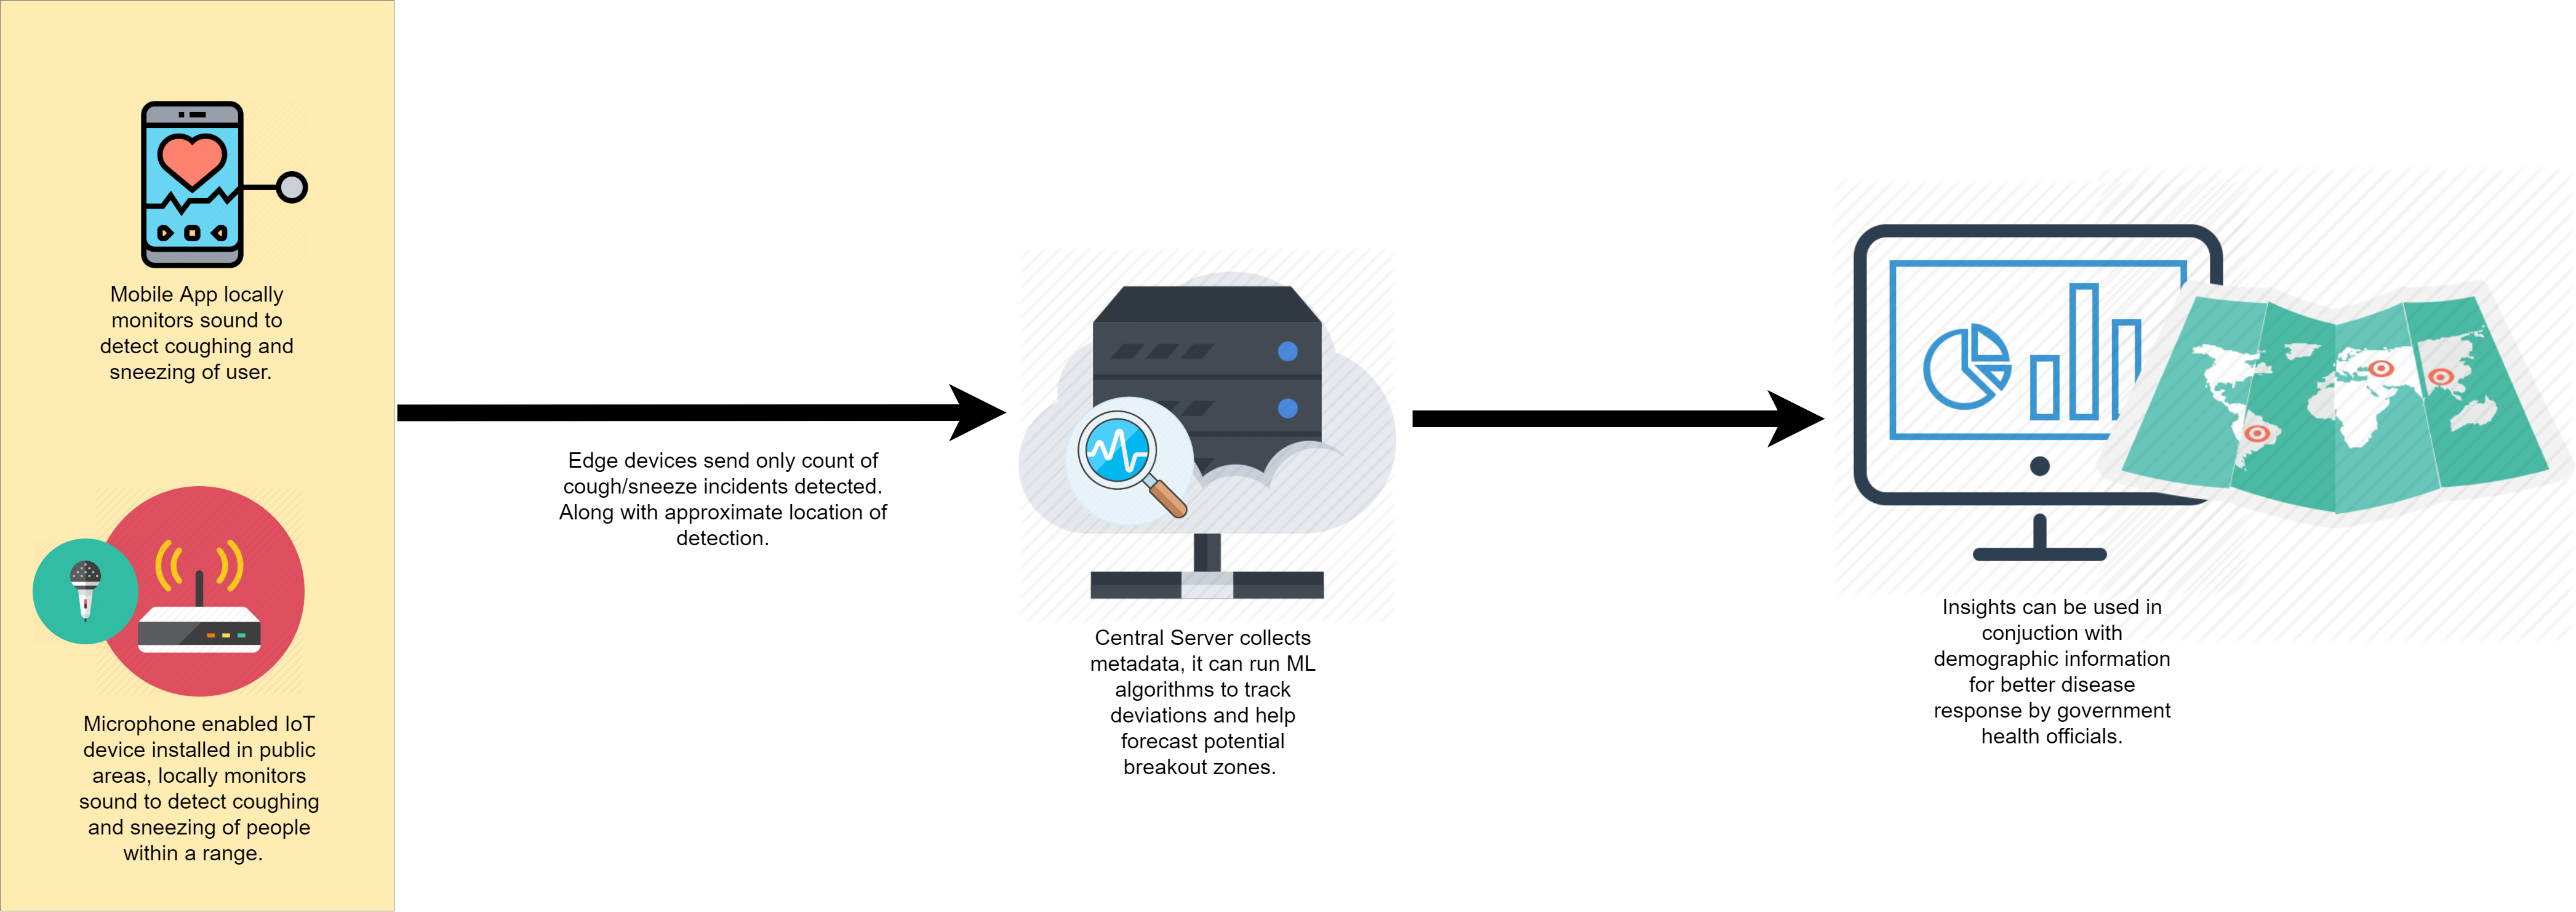 Mobile App locally
monitors sound to
detect coughing and
sneezing of user.
Microphone enabled IoT
device installed in public
areas, locally monitors
sound to detect coughing
and sneezing of people
within a range.
Edge devices send only count of
cough/sneeze incidents detected.
Along with approximate location of
detection.
Central Server collects
metadata, it can run ML
algorithms to track
deviations and help
forecast potential
breakout zones.
Insights can be used in
conjuction with
demographic information
for better disease
response by government
health officials.